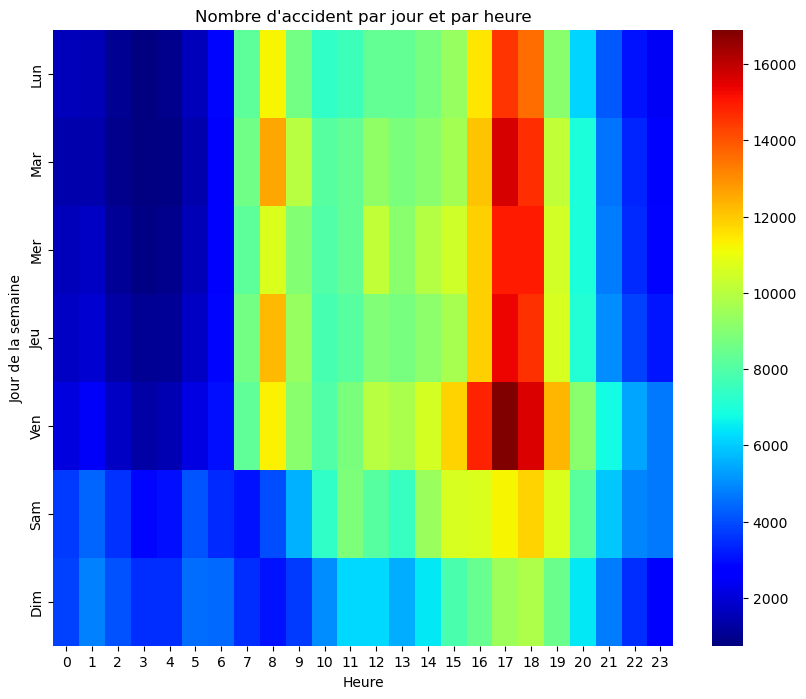 Nombre d'accident par jour et par heure
Jour de la semaine
Lun
Mar
Mer
Jeu
Ven
Sam
Dim
0 1 2 3 4 5 6 7 8 9 10 11 12 13 14 15 16 17 18 19 20 21 22 23
Heure
16000
14000
12000
10000
8000
6000
4000
2000